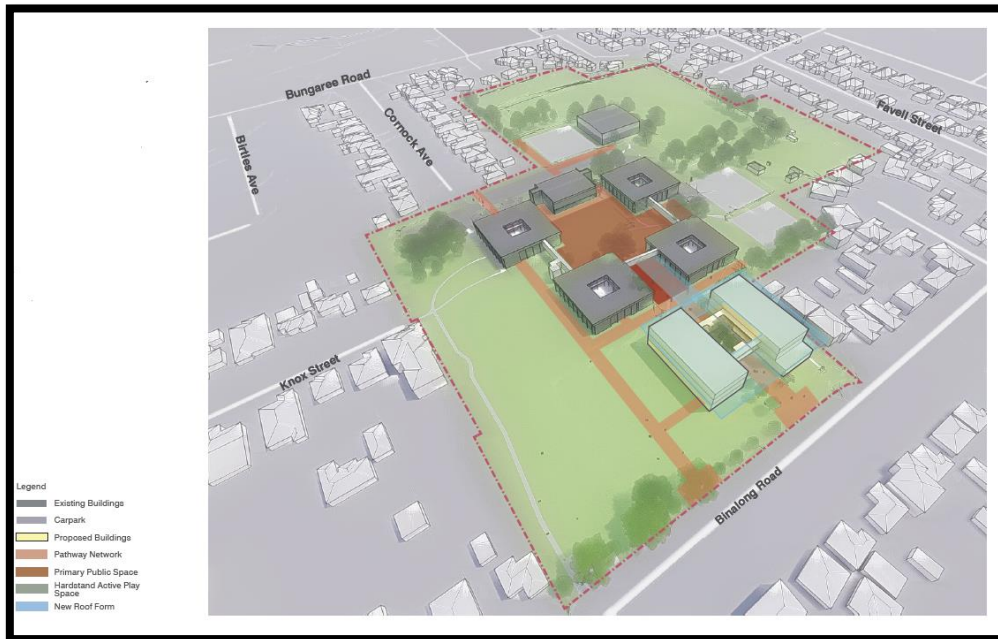 Bungaree Road
Favell Street
Cornock Ave
Birtles Ave
Knox Street
Binalong Road
Legend
Existing Buildings
Carpark
Proposed Buildings
Pathway Network
Primary Public Space
Hardstand Active Play
Space
New Roof Form